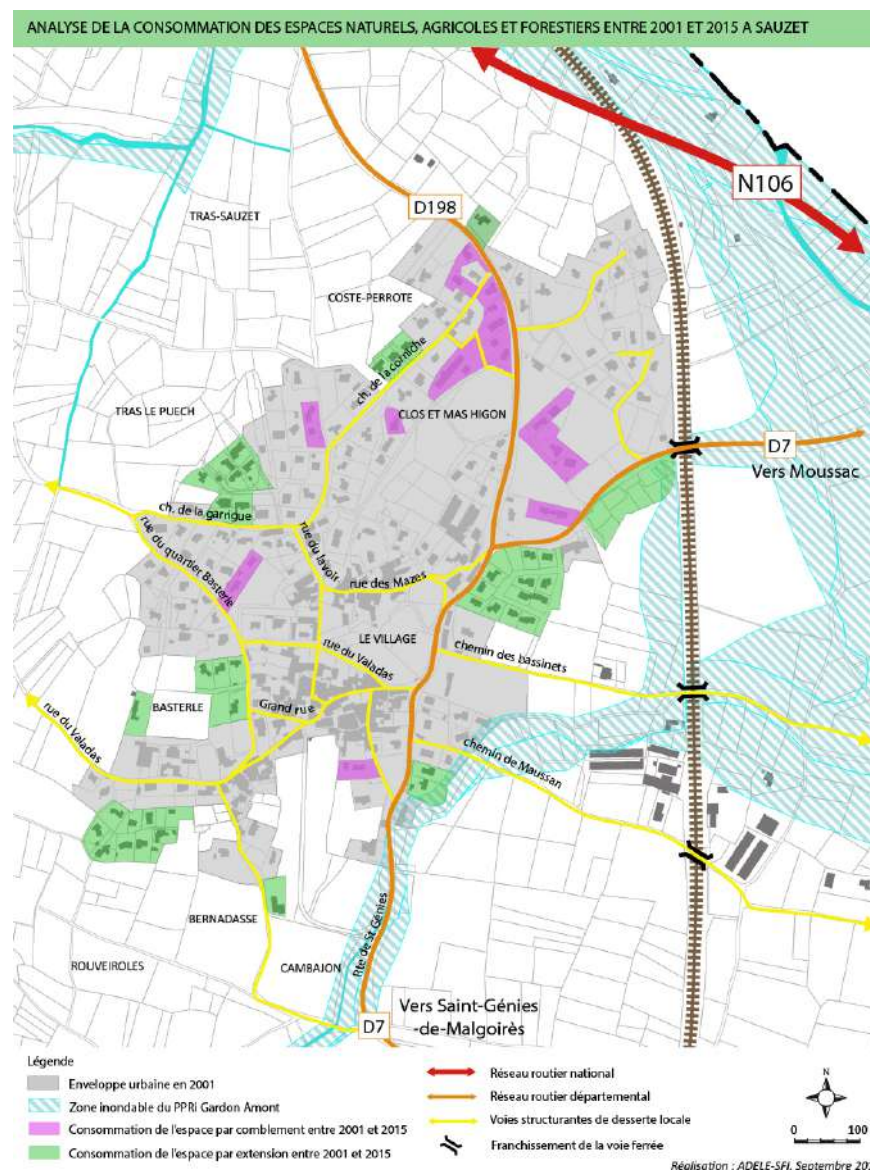 ANALYSE DE LA CONSOMMATION DES ESPACES NATURELS, AGRICOLES ET FORESTIERS ENTRE 2001 ET 2015 A SAUZET
N106
D198
TRAS-SAUZET
COSTE-PERROTE
ch. de la corniche
TRAS LE PUECH
CLOS ET MAS HIGON
D7
Vers Moussac
ch. de la garrigue
rue du quartier Basterle
rue du lavoir
rue des Mazes
LE VILLAGE
chemin des bassinets
rue du Valadas
BASTERLE
Grand rue
rue du Valadas
chemin de Maussan
BERNADASSE
Rte de St Génies
ROUVEIROLES
CAMBAJON
Vers Saint-Génies
-de-Malgoirès
D7
Légende
Enveloppe urbaine en 2001
Zone inondable du PPRi Gardon Amont
Consommation de l'espace par comblement entre 2001 et 2015
Consommation de l'espace par extension entre 2001 et 2015
Réseau routier national
Réseau routier départemental
Voies structurantes de desserte locale
Franchissement de la voie ferrée
N
0 100
Réalisation : ADELE-SFI, Septembre